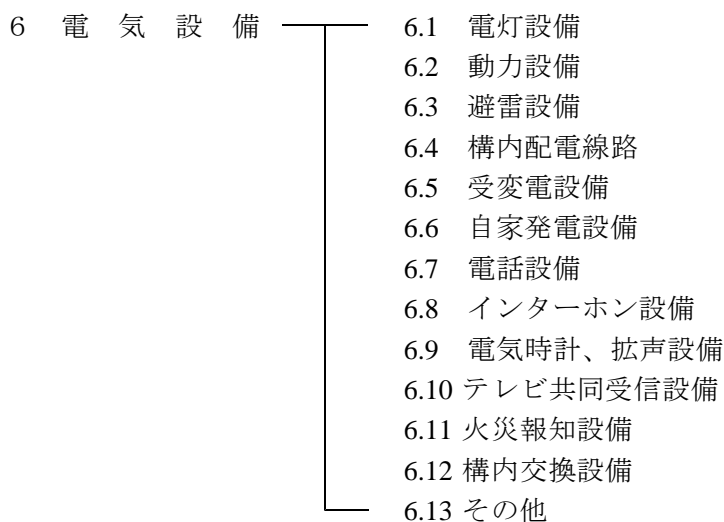 6 電気設備 6.1 電灯設備
6.2 動力設備
6.3 避雷設備
6.4 構内配電線路
6.5 受変電設備
6.6 自家発電設備
6.7 電話設備
6.8 インターホン設備
6.9 電気時計、拡声設備
6.10 テレビ共同受信設備
6.11 火災報知設備
6.12 構内交換設備
6.13 その他